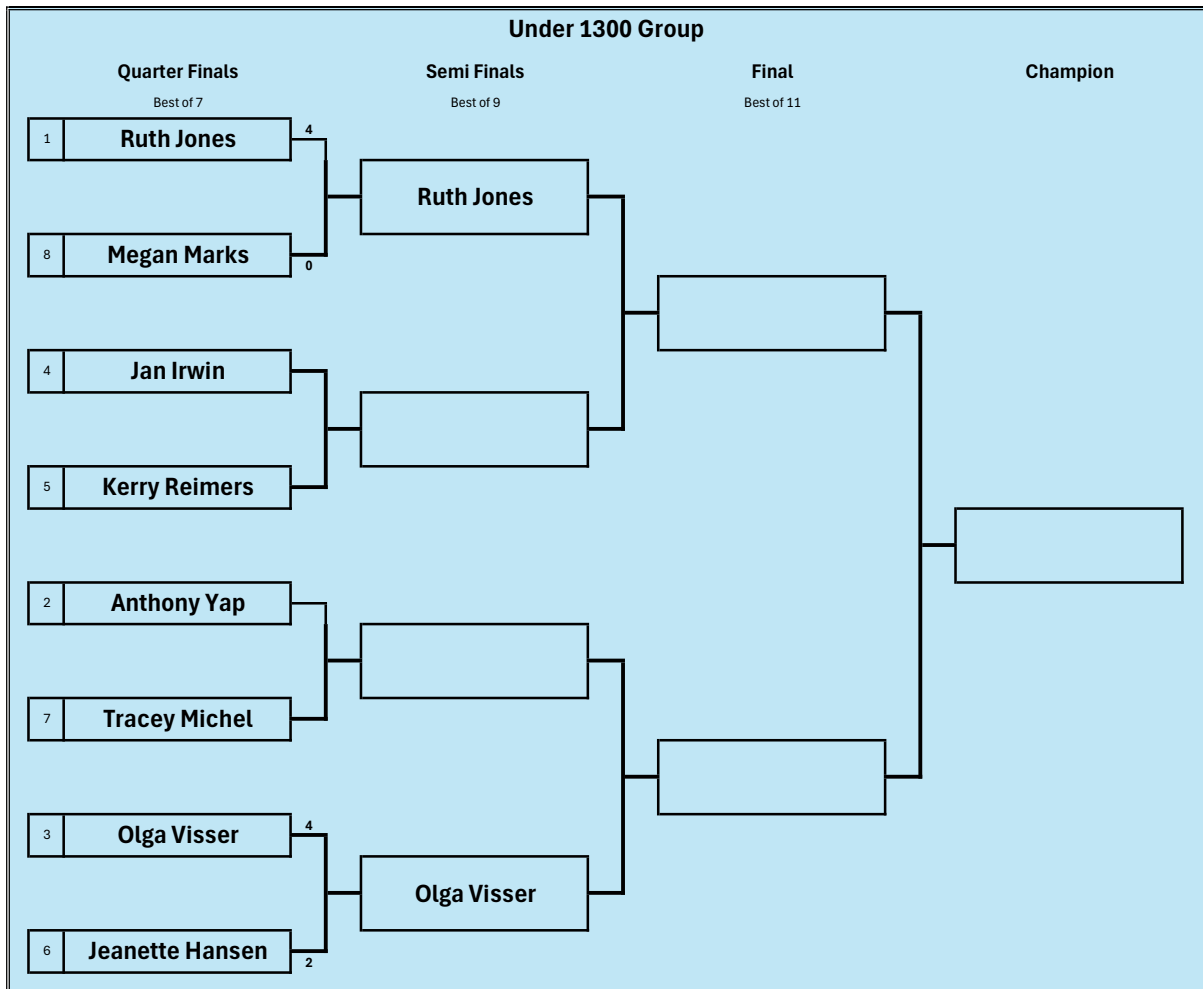 Under 1300 Group
Quarter Finals
Semi Finals
Final
Champion
Best of 7
Best of 9
Best of 11
1 Ruth Jones 4
Ruth Jones
8 Megan Marks 0
4 Jan Irwin
5 Kerry Reimers
2 Anthony Yap
7 Tracey Michel
3 Olga Visser 4
Olga Visser
6 Jeanette Hansen 2